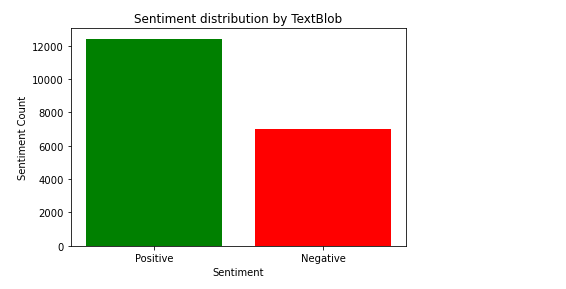 Sentiment distribution by TextBlob
Sentiment Count
12000
10000
8000
6000
4000
2000
0
Positive Negative
Sentiment